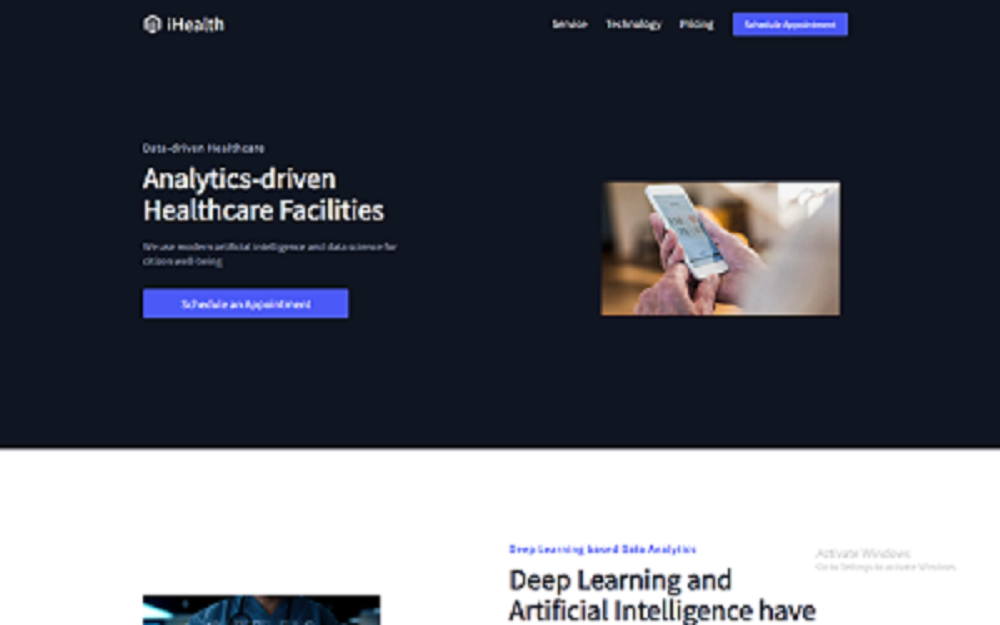 iHealth
Service Technology Pricing Schedule Appointment
Data-driven Healthcare
Analytics-driven
Healthcare Facilities
We use modern artificial intelligence and data science for
citizen well-being
Schedule an Appointment
Deep Learning based Data Analytics
Activate Windows
Go to Settings to activate Windows.
Deep Learning and
Artificial Intelligence have